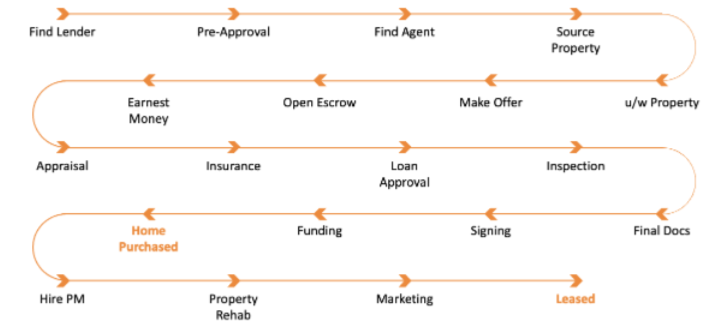 Find Lender
Pre-Approval
Find Agent
Source
Property
u/w Property
Make Offer
Open Escrow
Earnest
Money
Appraisal
Insurance
Loan
Approval
Inspection
Final Docs
Signing
Funding
Home
Purchased
Hire PM
Property
Rehab
Marketing
Leased